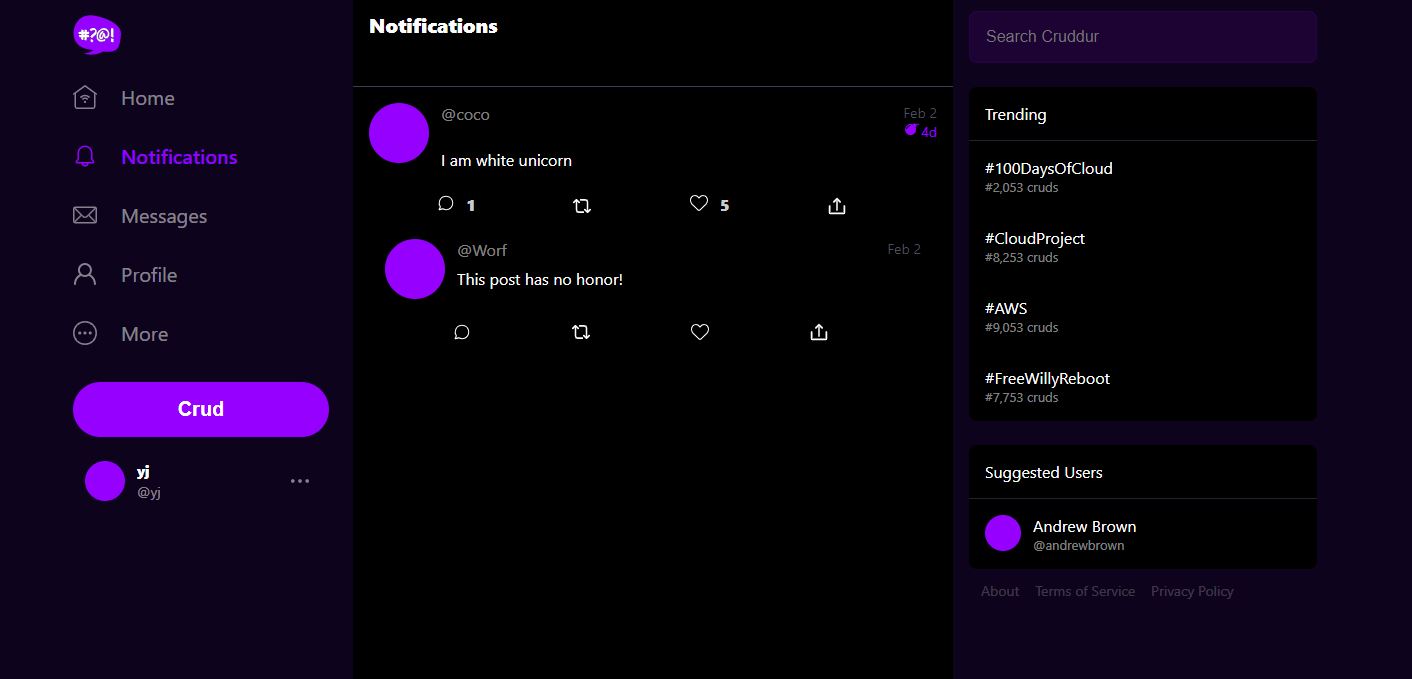 #?@!
Home
Notifications
Messages
Profile
More
Crud
yj
@yj
Notifications
@coco
Feb 2
4d
I am white unicorn
1
5
@Worf
Feb 2
This post has no honor!
Search Cruddur
Trending
#100DaysOfCloud
#2,053 cruds
#CloudProject
#8,253 cruds
#AWS
#9,053 cruds
#FreeWillyReboot
#7,753 cruds
Suggested Users
Andrew Brown
@andrewbrown
About Terms of Service Privacy Policy